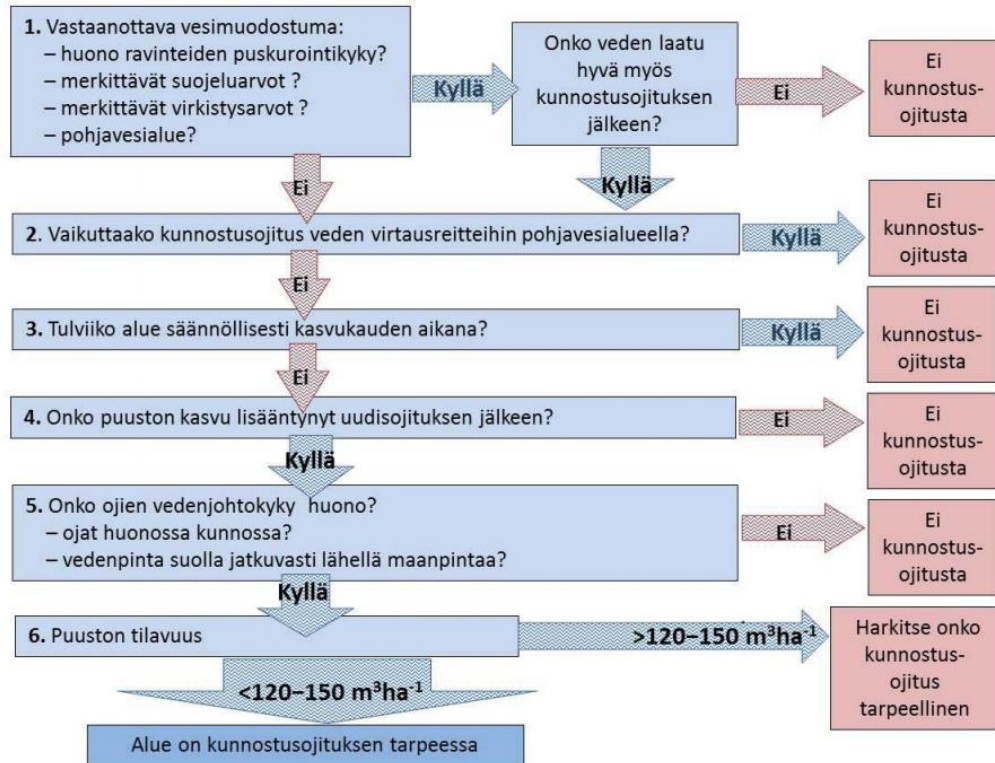 1. Vastaanottava vesimuodostuma:
– huono ravinteiden puskurointikyky?
– merkittävät suojeluarvot ?
– merkittävät virkistysarvot ?
– pohjavesialue?
Kyllä
Onko veden laatu
hyvä myös
kunnostusojituksen
jälkeen?
Ei
Ei
kunnostus-
ojitusta
Ei
Kyllä
2. Vaikuttaako kunnostusojitus veden virtausreitteihin pohjavesialueella?
Kyllä
Ei
kunnostus-
ojitusta
Ei
3. Tulviiko alue säännöllisesti kasvukauden aikana?
Kyllä
Ei
kunnostus-
ojitusta
Ei
4. Onko puuston kasvu lisääntynyt uudisojituksen jälkeen?
Ei
Ei
kunnostus-
ojitusta
Kyllä
5. Onko ojien vedenjohtokyky huono?
– ojat huonossa kunnossa?
– vedenpinta suolla jatkuvasti lähellä maanpintaa?
Ei
Ei
kunnostus-
ojitusta
Kyllä
6. Puuston tilavuus
>120–150 m³ha⁻¹
Harkitse onko
kunnostus-
ojitus
tarpeellinen
<120–150 m³ha⁻¹
Alue on kunnostusojituksen tarpeessa